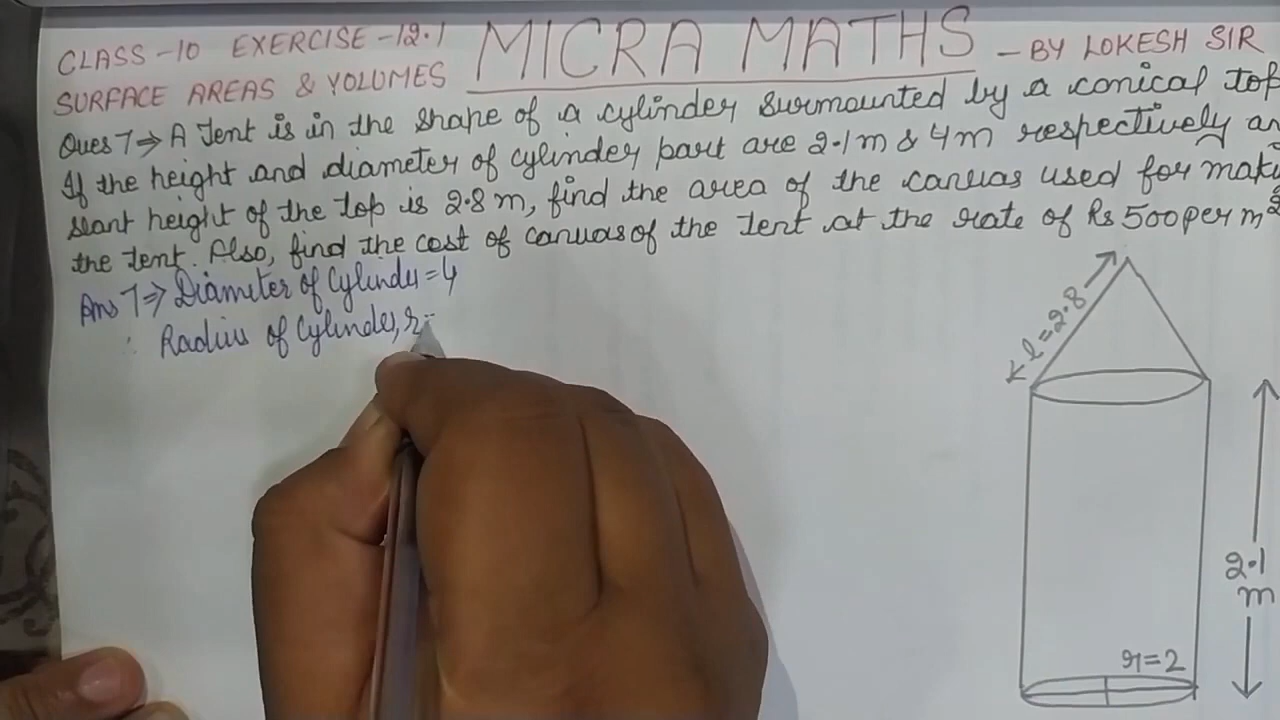 CLASS -10 EXERCISE -12.1 MICRA MATHS - BY LOKESH SIR
SURFACE AREAS & VOLUMES
Ques 7 ⇒ A Tent is in the shape of a cylinder surmounted by a conical top
If the height and diameter of cylinder part are 2.1m & 4m respectively an
slant height of the top is 2.8 m, find the area of the canvas used for maki
the tent. Also, find the cost of canvas of the tent at the rate of Rs 500 per m²
Ans 7 ⇒ Diameter of Cylinder = 4
∴ Radius of Cylinder, r =
l = 2.8
2.1
m
r = 2